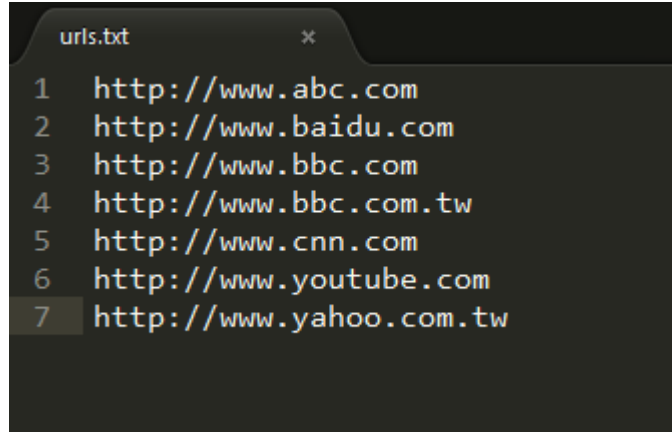 urls.txt ×
1 http://www.abc.com
2 http://www.baidu.com
3 http://www.bbc.com
4 http://www.bbc.com.tw
5 http://www.cnn.com
6 http://www.youtube.com
7 http://www.yahoo.com.tw